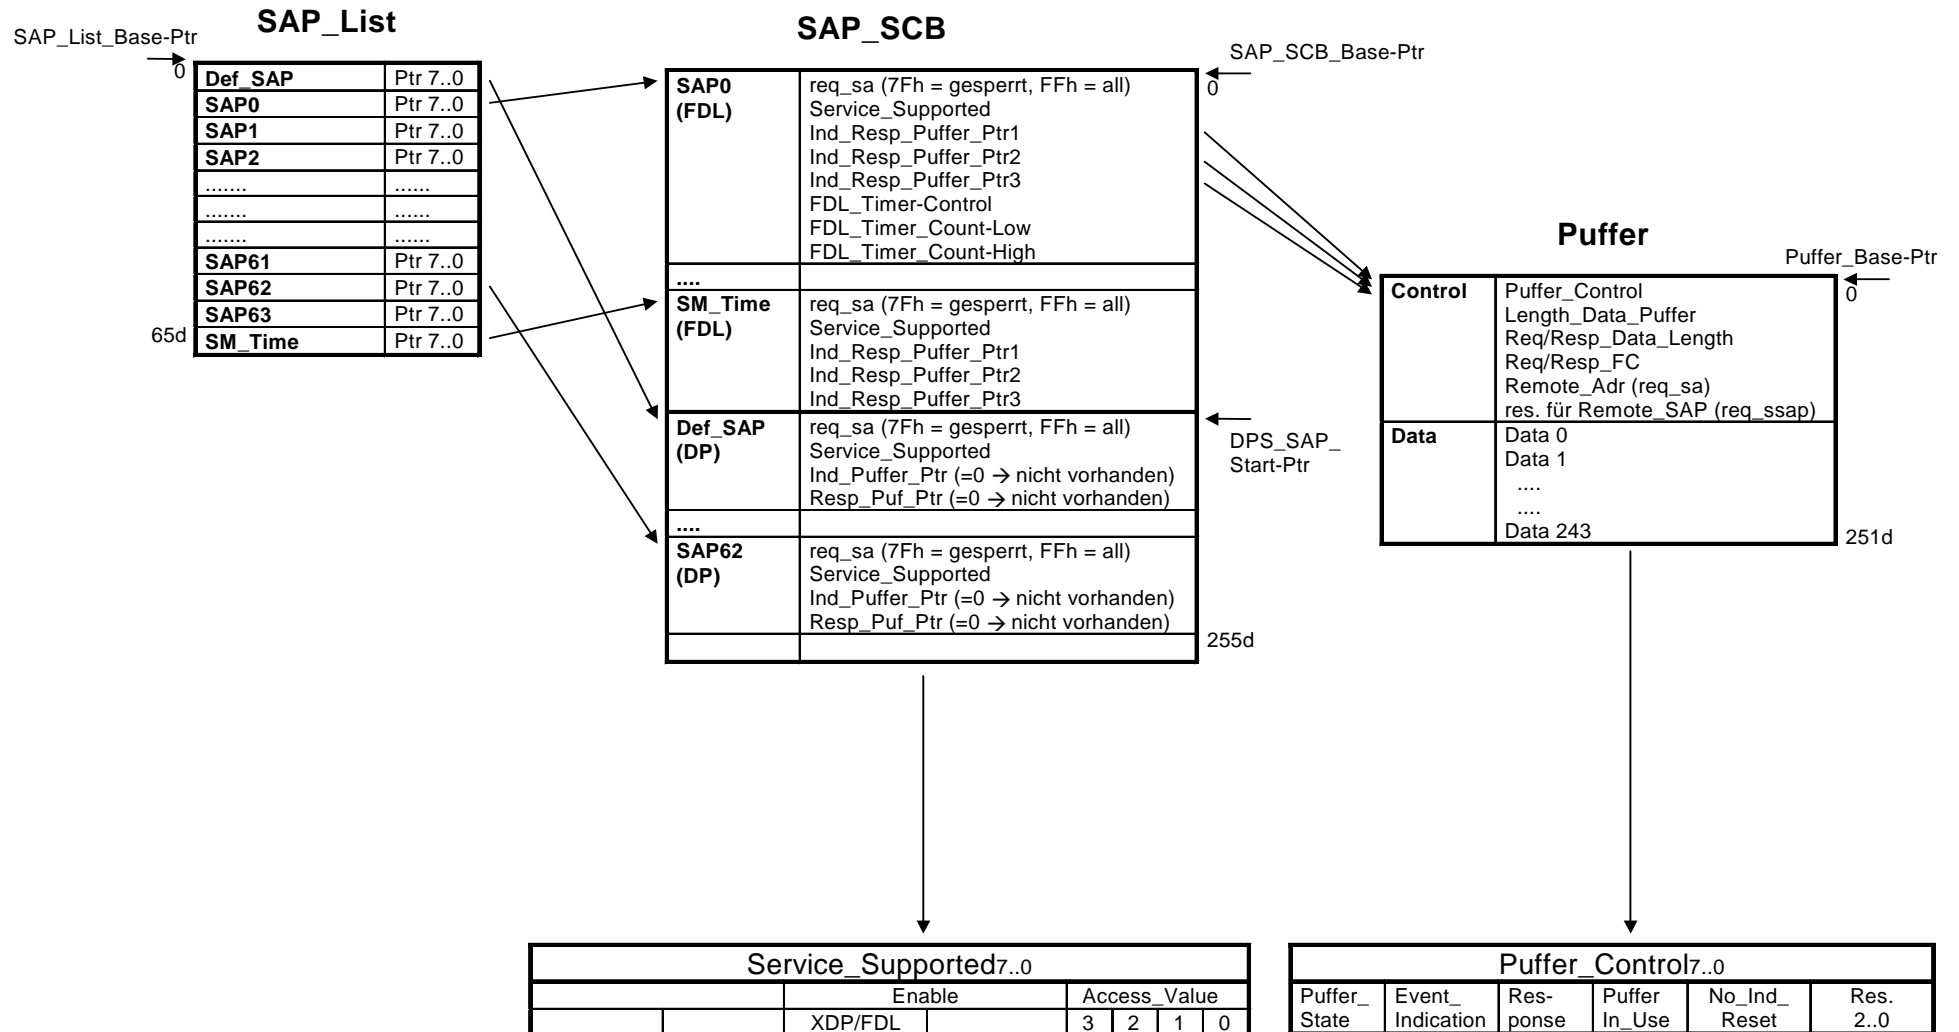 SAP_List
SAP_List_Base-Ptr
0
Def_SAP Ptr 7..0
SAP0 Ptr 7..0
SAP1 Ptr 7..0
SAP2 Ptr 7..0
....... ......
....... ......
....... ......
SAP61 Ptr 7..0
SAP62 Ptr 7..0
SAP63 Ptr 7..0
65d SM_Time Ptr 7..0
SAP_SCB
SAP_SCB_Base-Ptr
0
SAP0 req_sa (7Fh = gesperrt, FFh = all)
(FDL) Service_Supported
Ind_Resp_Puffer_Ptr1
Ind_Resp_Puffer_Ptr2
Ind_Resp_Puffer_Ptr3
FDL_Timer-Control
FDL_Timer_Count-Low
FDL_Timer_Count-High
....
SM_Time req_sa (7Fh = gesperrt, FFh = all)
(FDL) Service_Supported
Ind_Resp_Puffer_Ptr1
Ind_Resp_Puffer_Ptr2
Ind_Resp_Puffer_Ptr3
Def_SAP req_sa (7Fh = gesperrt, FFh = all)
(DP) Service_Supported
Ind_Puffer_Ptr (=0 → nicht vorhanden)
Resp_Puf_Ptr (=0 → nicht vorhanden)
DPS_SAP_
Start-Ptr
....
SAP62 req_sa (7Fh = gesperrt, FFh = all)
(DP) Service_Supported
Ind_Puffer_Ptr (=0 → nicht vorhanden)
Resp_Puf_Ptr (=0 → nicht vorhanden)
255d
Puffer
Puffer_Base-Ptr
0
Control Puffer_Control
Length_Data_Puffer
Req/Resp_Data_Length
Req/Resp_FC
Remote_Adr (req_sa)
res. für Remote_SAP (req_ssap)
Data Data 0
Data 1
....
....
Data 243
251d
Service_Supported7..0
Enable Access_Value
XDP/FDL 3 2 1 0
Puffer_Control7..0
Puffer_ Event_ Res- Puffer No_Ind_ Res.
State Indication ponse In_Use Reset 2..0